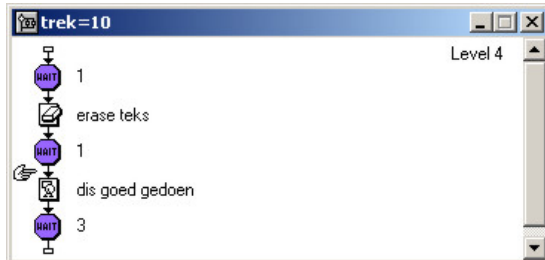 trek=10
Level 4
WAIT 1
erase teks
WAIT 1
dis goed gedoen
WAIT 3